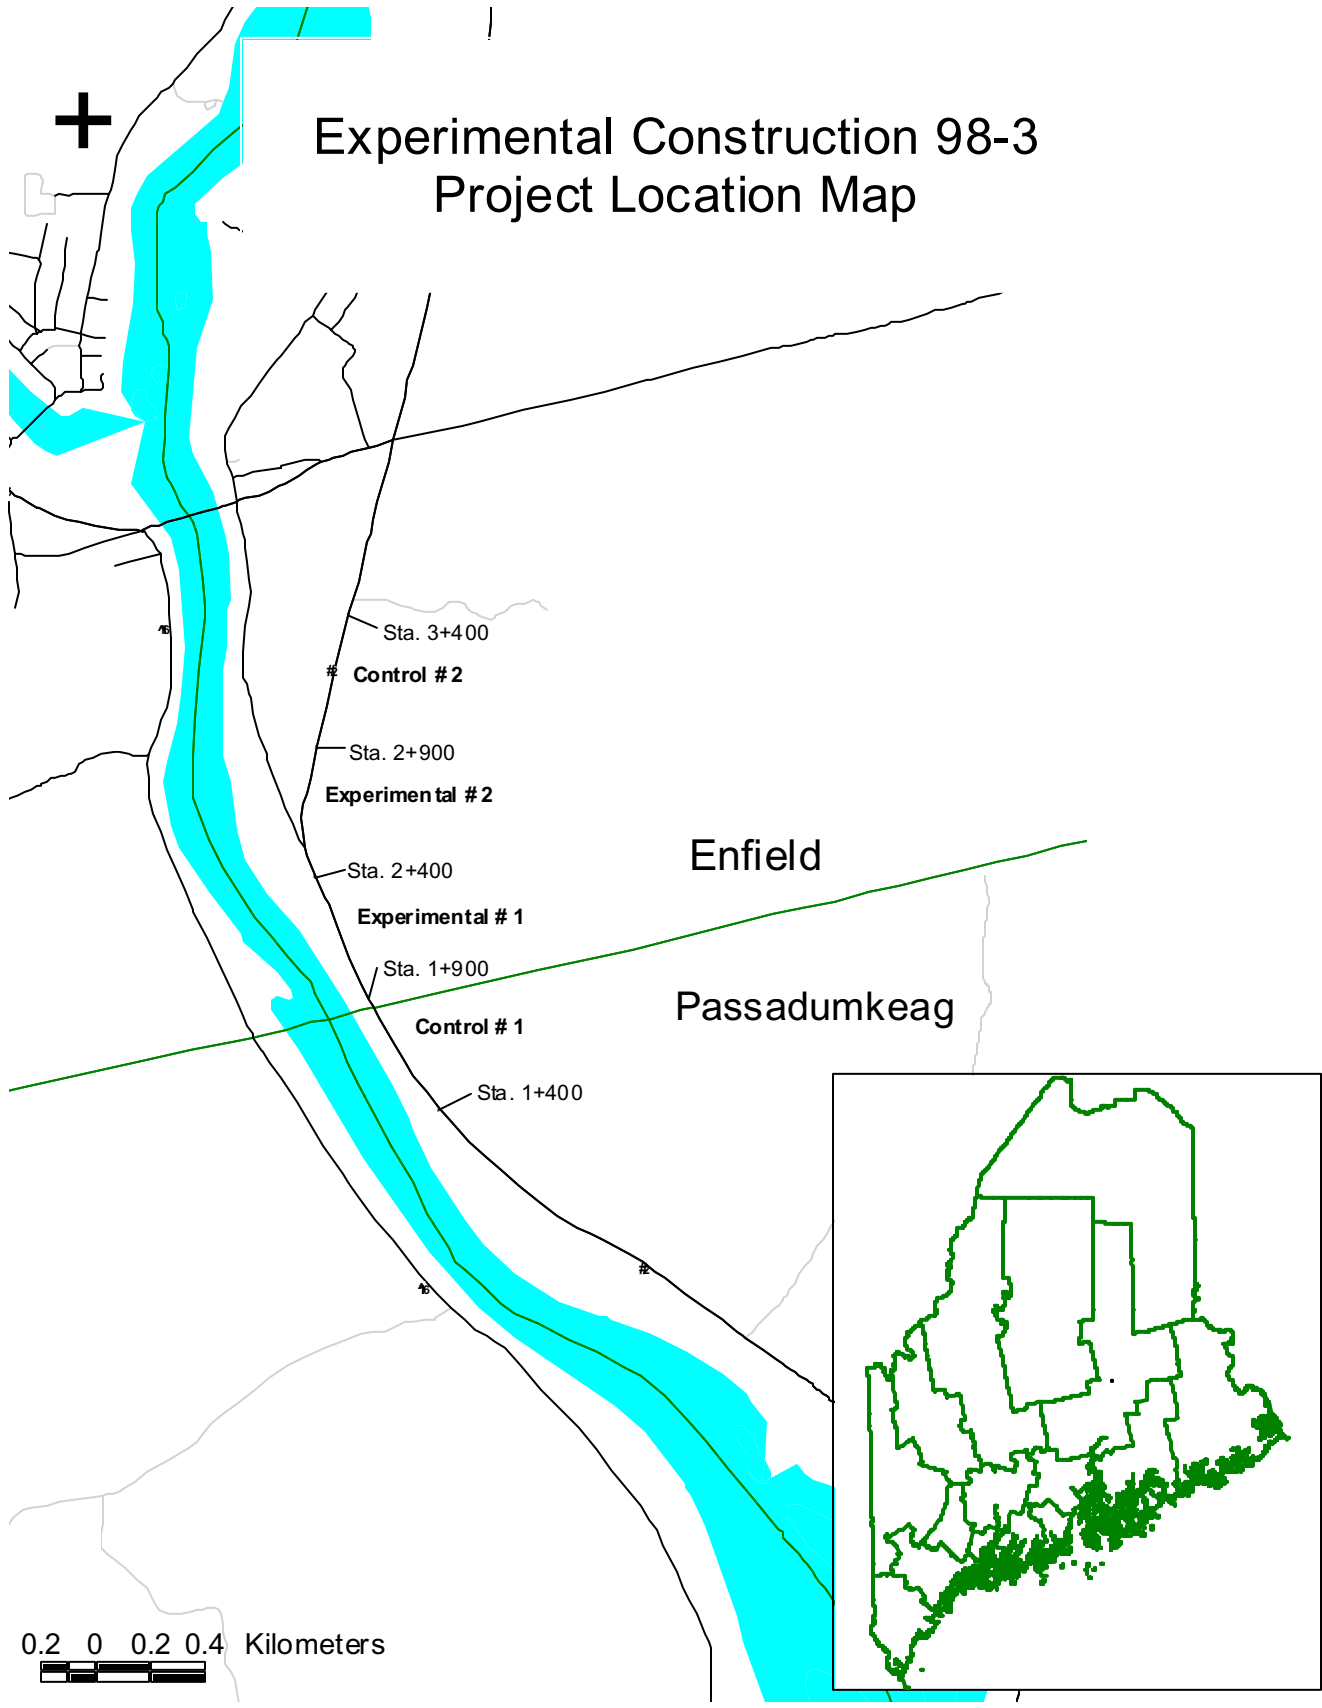 Experimental Construction 98-3
Project Location Map
Sta. 3+400
#2
Control # 2
Sta. 2+900
Experimental # 2
Enfield
Sta. 2+400
Experimental # 1
Sta. 1+900
Passadumkeag
Control # 1
Sta. 1+400
#2
0.2 0 0.2 0.4 Kilometers